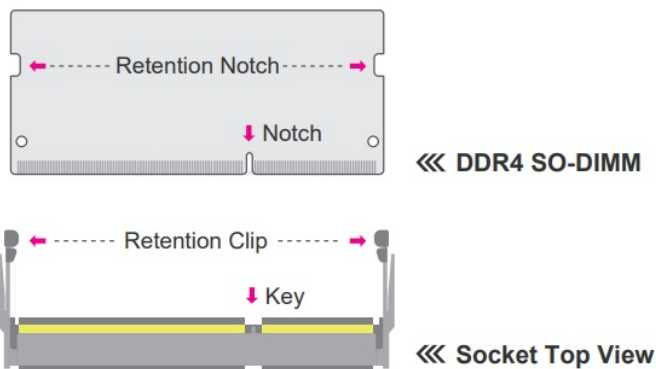 Retention Notch
Notch
DDR4 SO-DIMM
Retention Clip
Key
Socket Top View